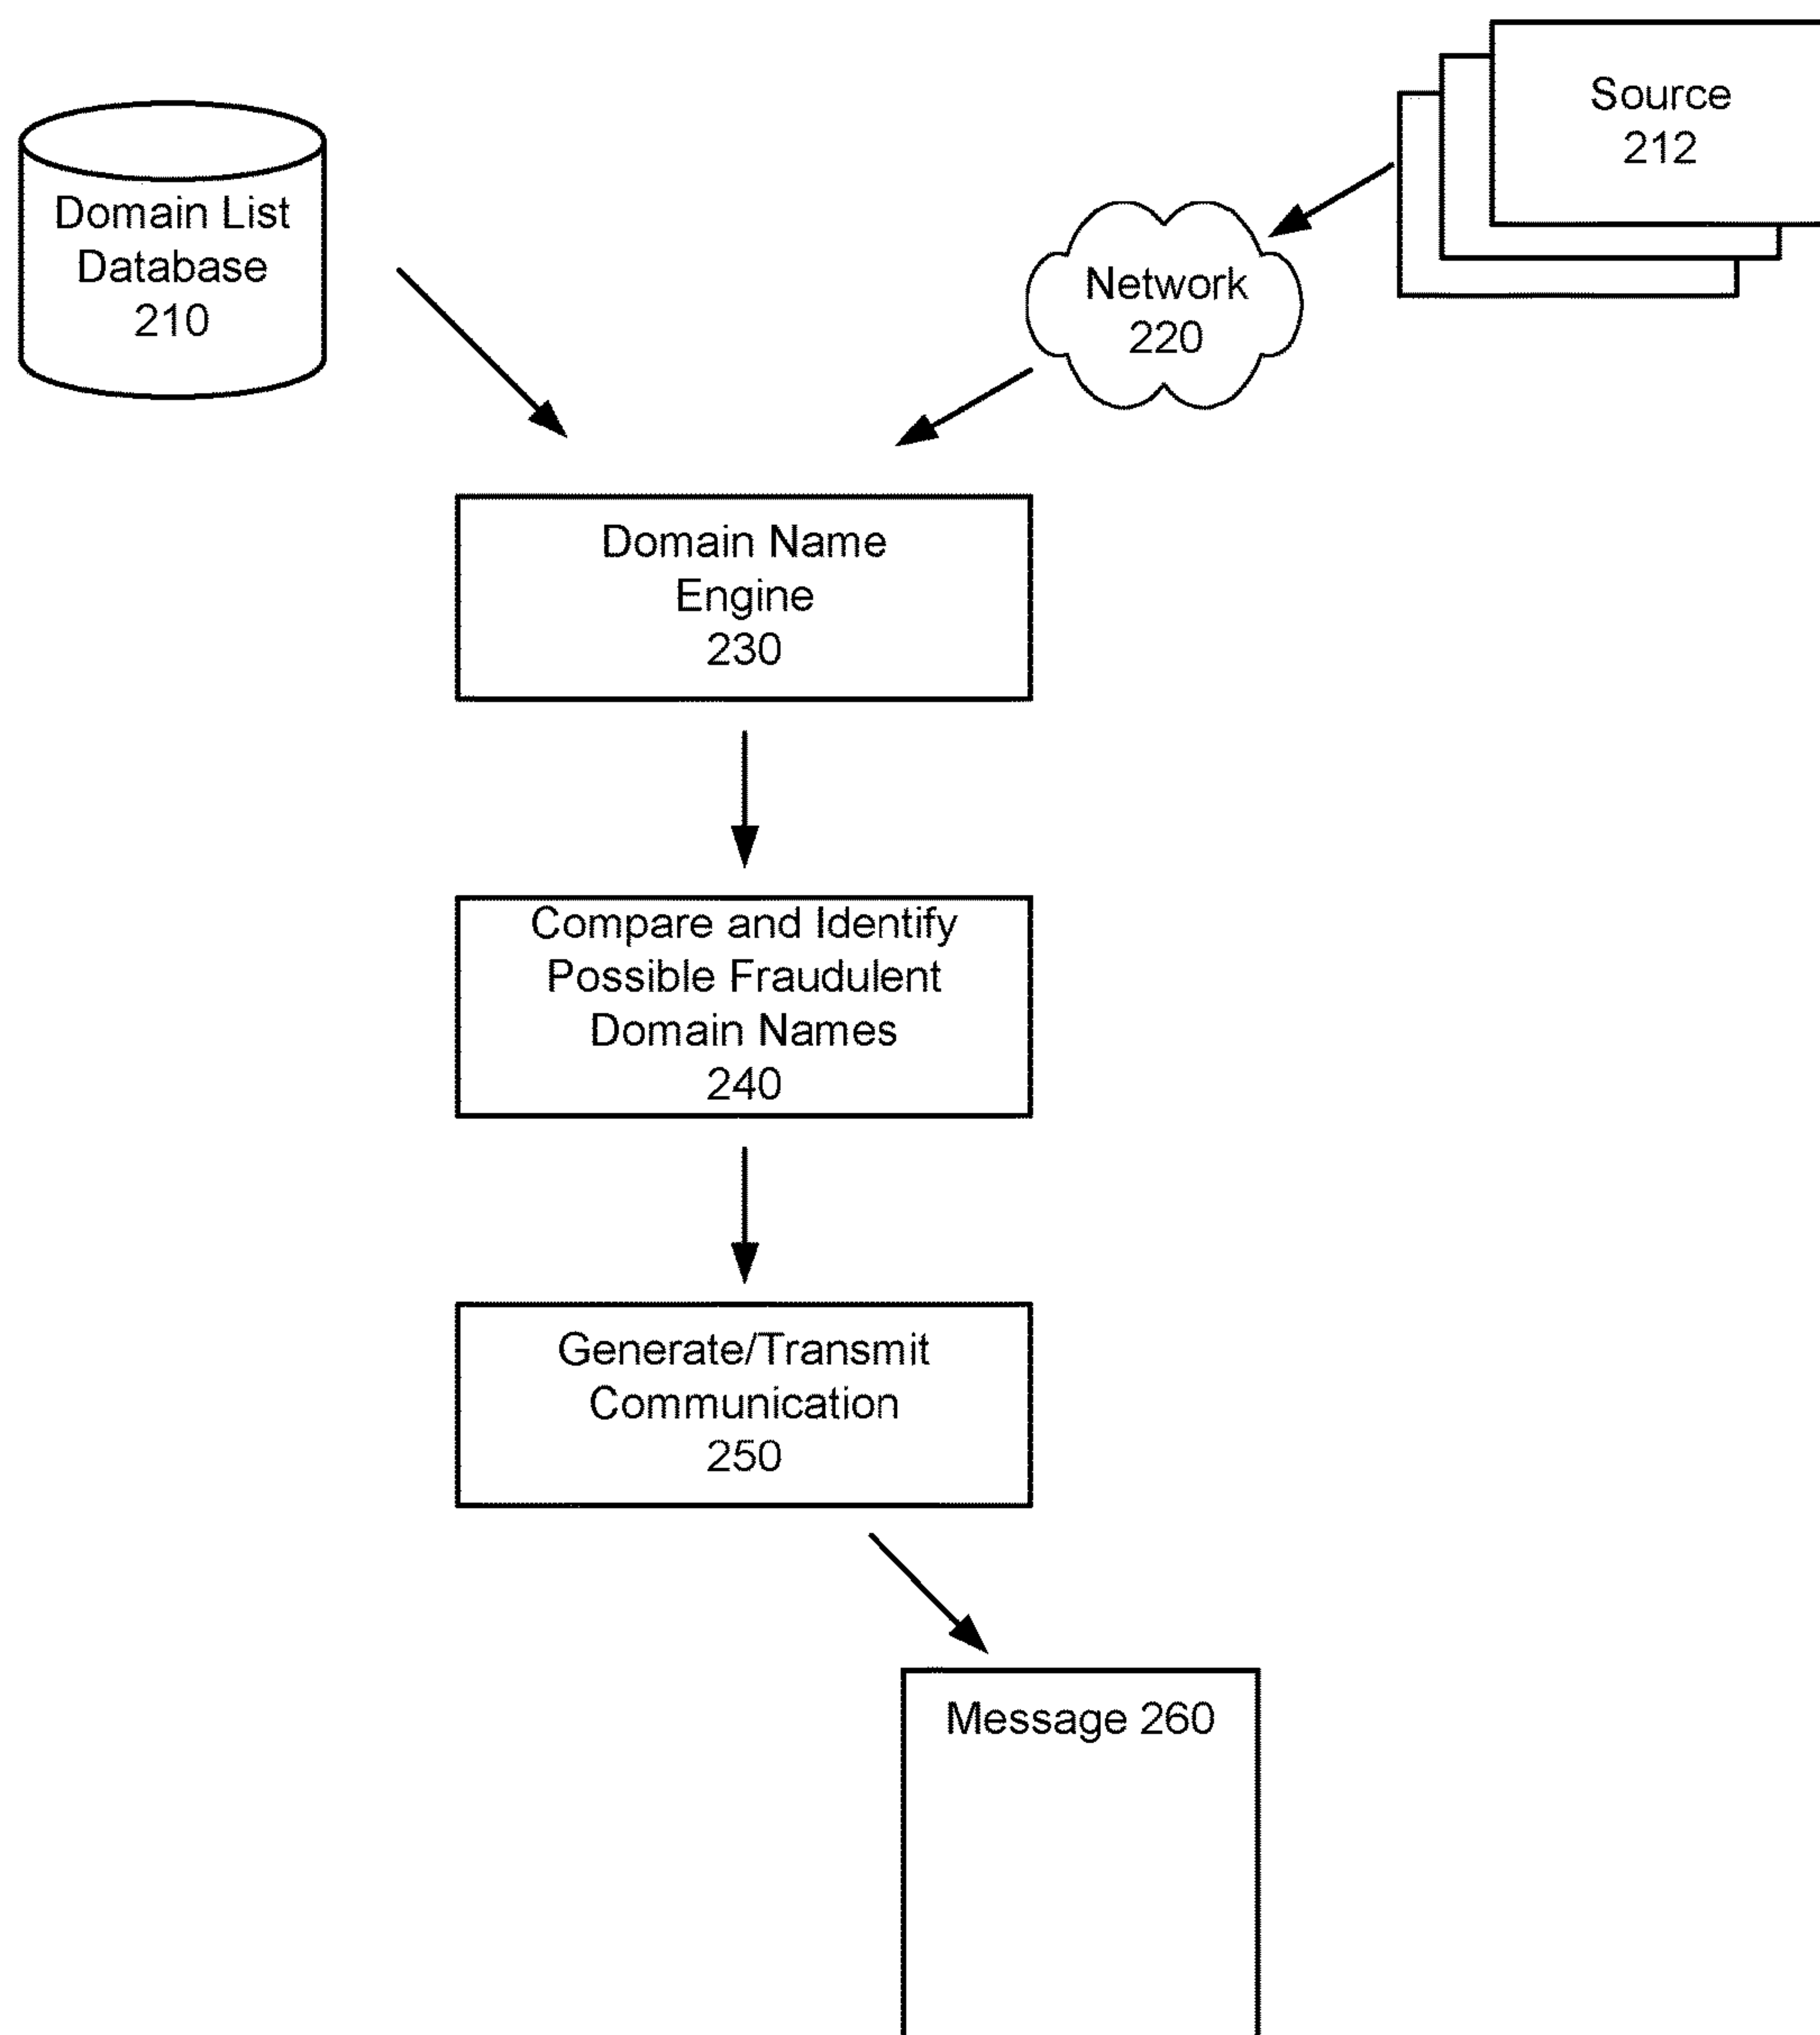 Source
212
Domain List
Database
210
Network
220
Domain Name
Engine
230
Compare and Identify
Possible Fraudulent
Domain Names
240
Generate/Transmit
Communication
250
Message 260